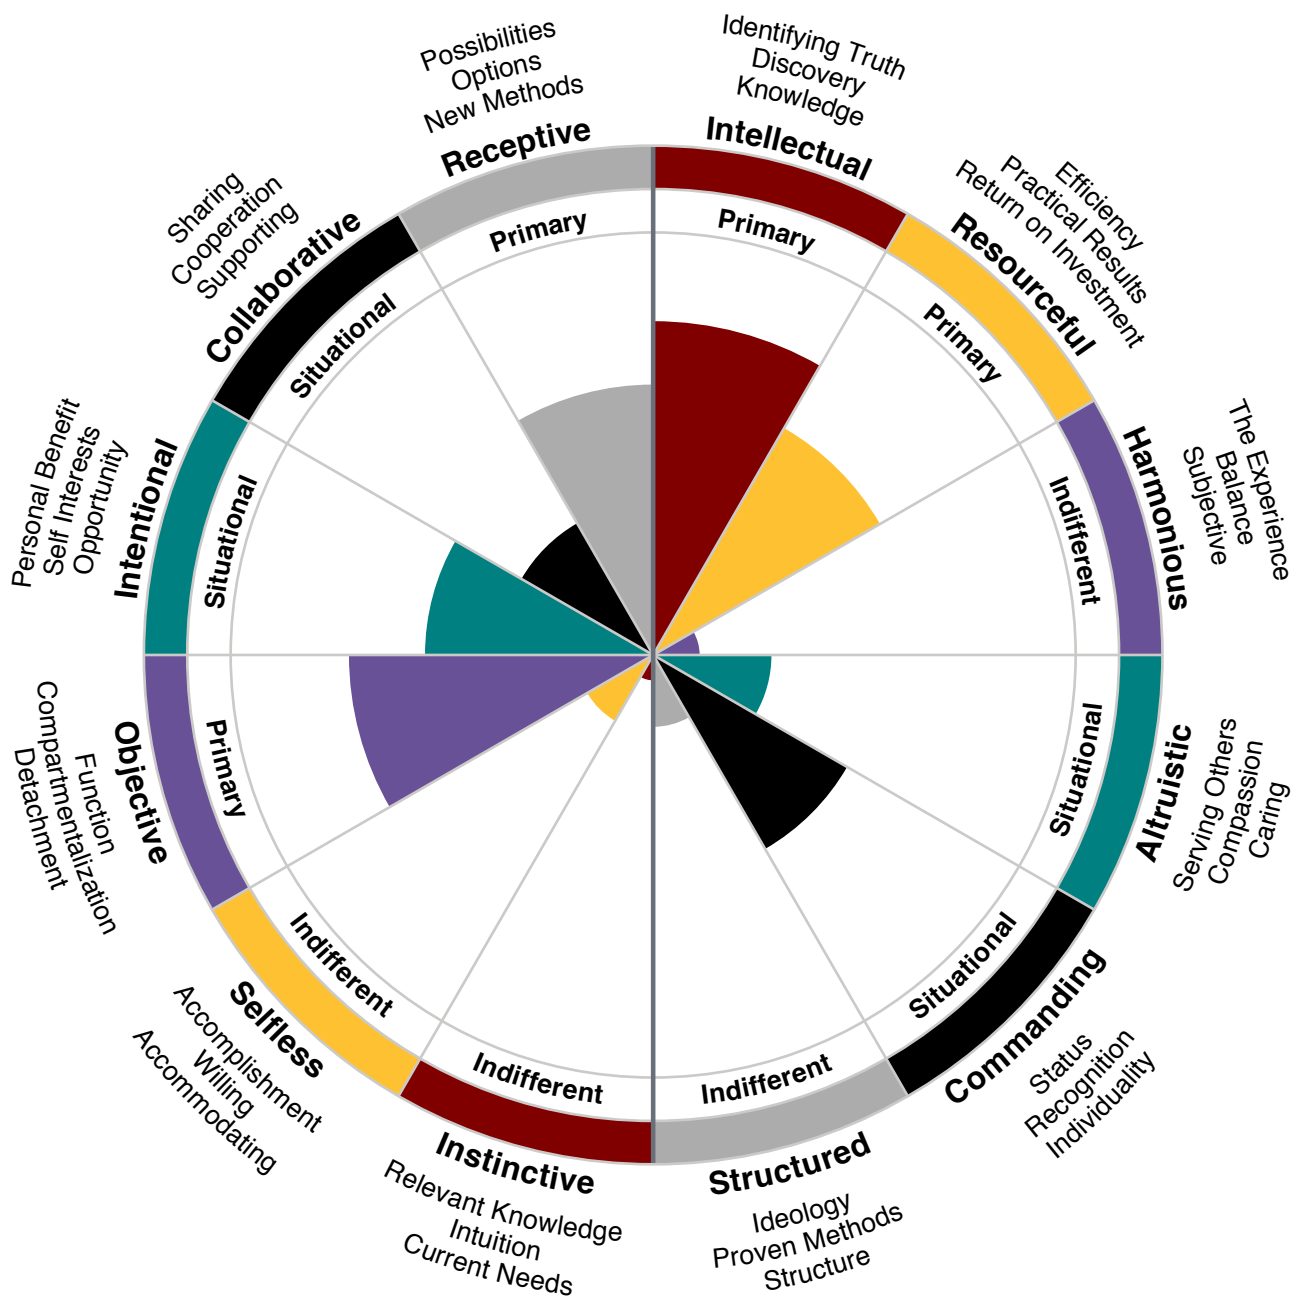 Identifying Truth
Discovery
Knowledge
Intellectual
Primary
Efficiency
Practical Results
Return on Investment
Resourceful
Primary
The Experience
Balance
Subjective
Harmonious
Indifferent
Altruistic
Serving Others
Compassion
Caring
Situational
Commanding
Status
Recognition
Individuality
Situational
Structured
Ideology
Proven Methods
Structure
Indifferent
Instinctive
Relevant Knowledge
Intuition
Current Needs
Indifferent
Selfless
Accomplishment
Willing
Accommodating
Indifferent
Objective
Function
Compartmentalization
Detachment
Primary
Personal Benefit
Self Interests
Opportunity
Intentional
Situational
Sharing
Cooperation
Supporting
Collaborative
Situational
Possibilities
Options
New Methods
Receptive
Primary